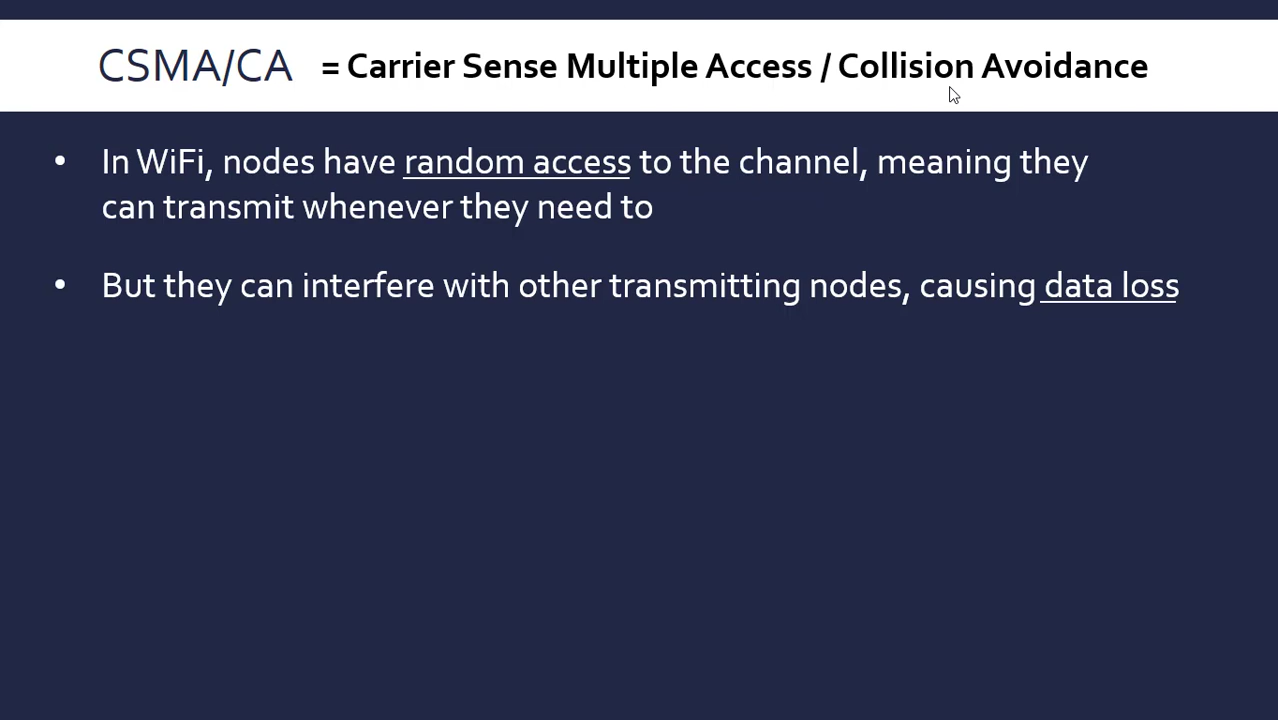 CSMA/CA = Carrier Sense Multiple Access / Collision Avoidance
• In WiFi, nodes have random access to the channel, meaning they
can transmit whenever they need to
• But they can interfere with other transmitting nodes, causing data loss